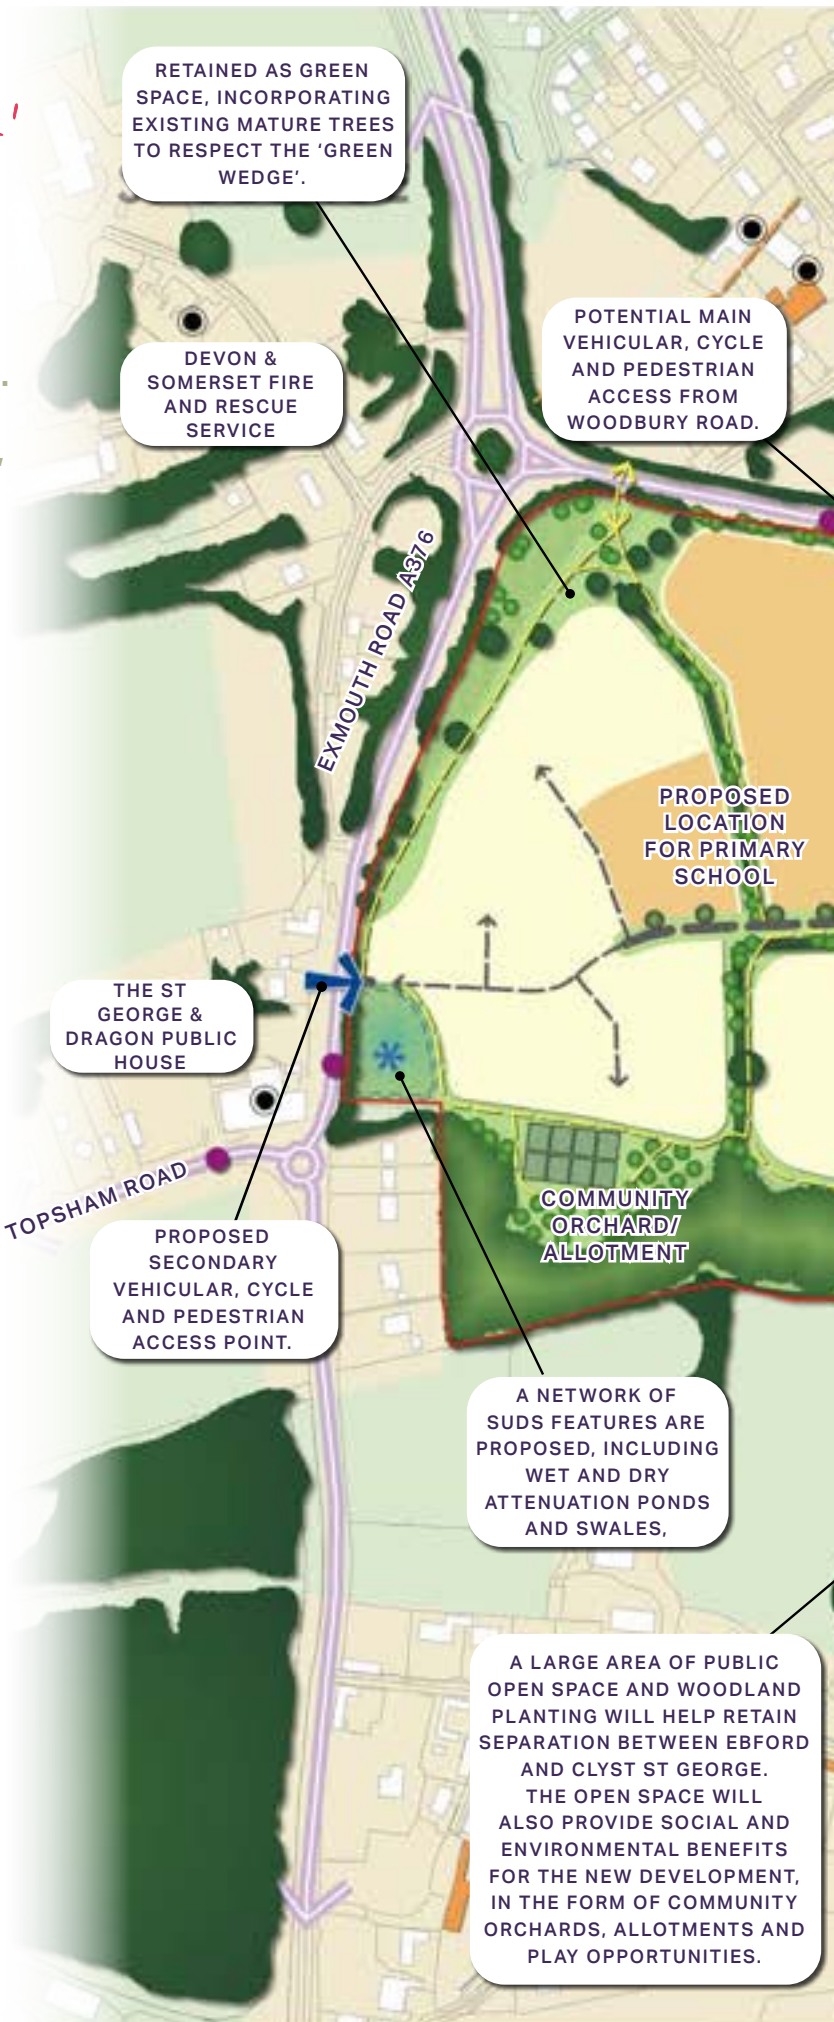 RETAINED AS GREEN
SPACE, INCORPORATING
EXISTING MATURE TREES
TO RESPECT THE ‘GREEN
WEDGE’.
POTENTIAL MAIN
VEHICULAR, CYCLE
AND PEDESTRIAN
ACCESS FROM
WOODBURY ROAD.
DEVON &
SOMERSET FIRE
AND RESCUE
SERVICE
EXMOUTH ROAD A376
PROPOSED
LOCATION
FOR PRIMARY
SCHOOL
THE ST
GEORGE &
DRAGON PUBLIC
HOUSE
TOPSHAM ROAD
COMMUNITY
ORCHARD/
ALLOTMENT
PROPOSED
SECONDARY
VEHICULAR, CYCLE
AND PEDESTRIAN
ACCESS POINT.
A NETWORK OF
SUDS FEATURES ARE
PROPOSED, INCLUDING
WET AND DRY
ATTENUATION PONDS
AND SWALES,
A LARGE AREA OF PUBLIC
OPEN SPACE AND WOODLAND
PLANTING WILL HELP RETAIN
SEPARATION BETWEEN EBFORD
AND CLYST ST GEORGE.
THE OPEN SPACE WILL
ALSO PROVIDE SOCIAL AND
ENVIRONMENTAL BENEFITS
FOR THE NEW DEVELOPMENT,
IN THE FORM OF COMMUNITY
ORCHARDS, ALLOTMENTS AND
PLAY OPPORTUNITIES.